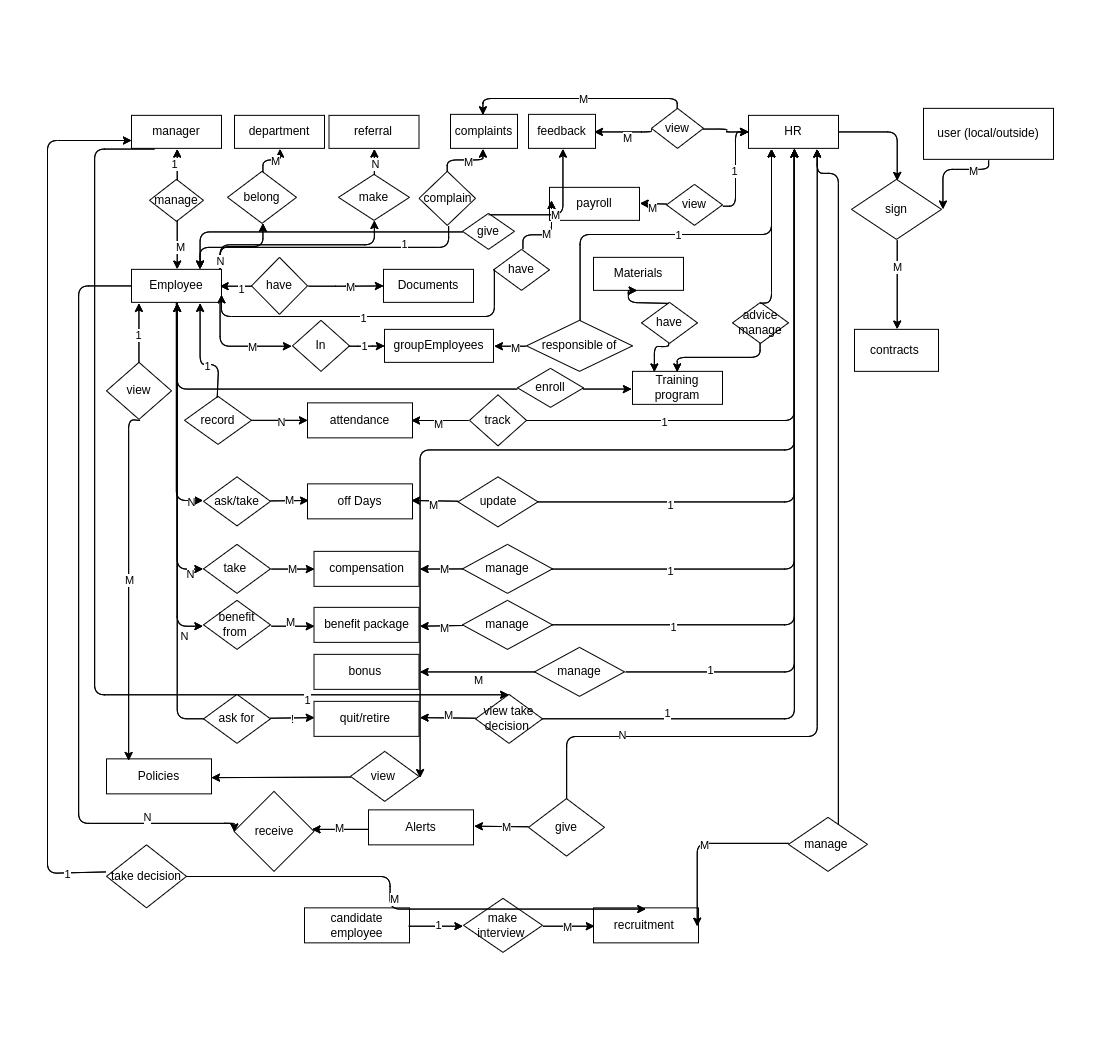 M
manager
department
referral
complaints
feedback
M
view
HR
user (local/outside)
1
M
N
M
1
M
manage
belong
make
complain
payroll
M
view
sign
M
give
M
M
N
1
M
1
have
M
Employee
1
have
M
Documents
Materials
1
M
In
1
groupEmployees
M
responsible of
have
advice
manage
contracts
1
view
1
enroll
Training
program
record
N
attendance
M
track
1
N
ask/take
M
off Days
M
update
1
N
take
M
compensation
M
manage
1
M
N
benefit
from
M
benefit package
M
manage
1
bonus
M
manage
1
1
ask for
!
quit/retire
M
view take
decision
1
N
Policies
view
N
receive
M
Alerts
M
give
M
manage
1
take decision
M
candidate
employee
1
make
interview
M
recruitment